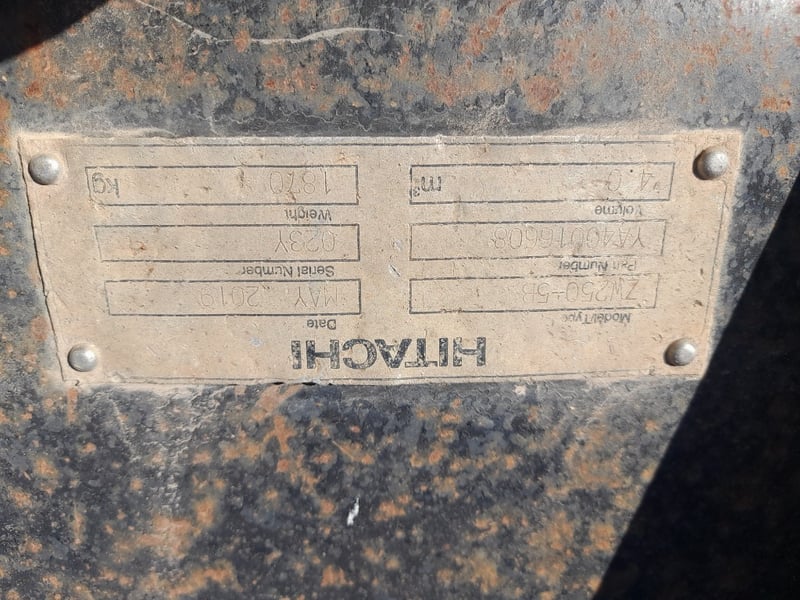 HITACHI
Model/Type Date
ZW250-5B MAY 2019
Part Number Serial Number
YA40016608 023Y
Volume Weight
4.0 m³ 1870 kg